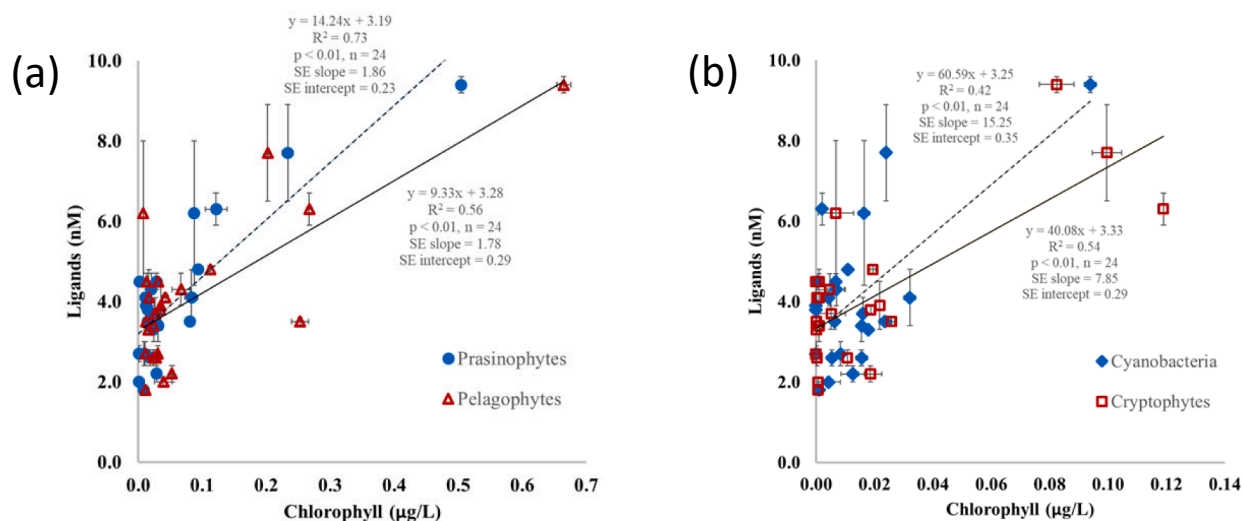 (a)
y = 14.24x + 3.19
R² = 0.73
p < 0.01, n = 24
SE slope = 1.86
SE intercept = 0.23
10.0
8.0
6.0
4.0
2.0
0.0
Ligands (nM)
y = 9.33x + 3.28
R² = 0.56
p < 0.01, n = 24
SE slope = 1.78
SE intercept = 0.29
Prasinophytes
Pelagophytes
0.0 0.1 0.2 0.3 0.4 0.5 0.6 0.7
Chlorophyll (µg/L)
(b)
y = 60.59x + 3.25
R² = 0.42
p < 0.01, n = 24
SE slope = 15.25
SE intercept = 0.35
10.0
8.0
6.0
4.0
2.0
0.0
Ligands (nM)
y = 40.08x + 3.33
R² = 0.54
p < 0.01, n = 24
SE slope = 7.85
SE intercept = 0.29
Cyanobacteria
Cryptophytes
0.00 0.02 0.04 0.06 0.08 0.10 0.12 0.14
Chlorophyll (µg/L)